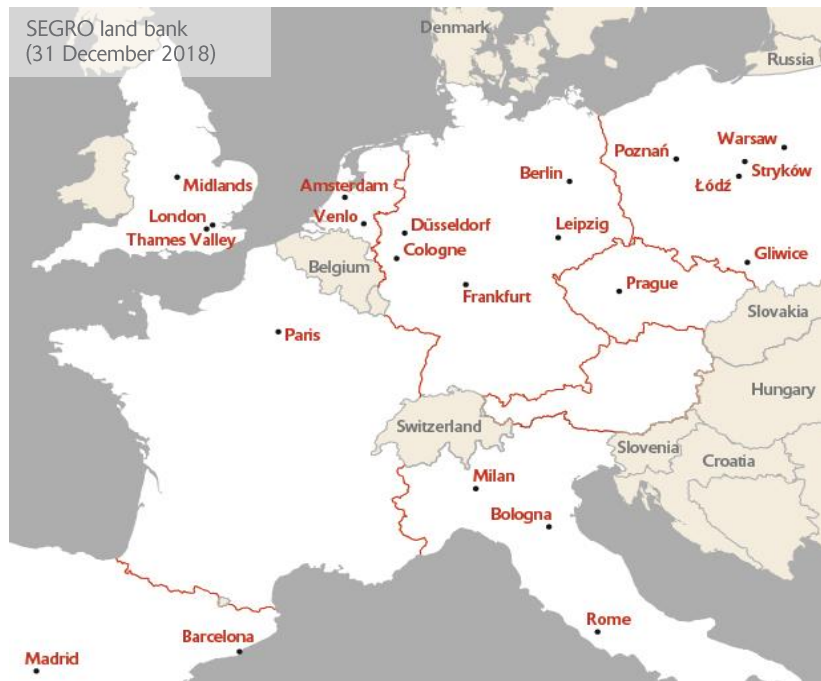 SEGRO land bank
(31 December 2018)
Denmark
Russia
Warsaw
Poznań
Stryków
Łódź
Berlin
Midlands
Amsterdam
London
Venlo
Düsseldorf
Leipzig
Thames Valley
Cologne
Gliwice
Belgium
Frankfurt
Prague
Slovakia
Paris
Hungary
Switzerland
Slovenia
Croatia
Milan
Bologna
Rome
Barcelona
Madrid